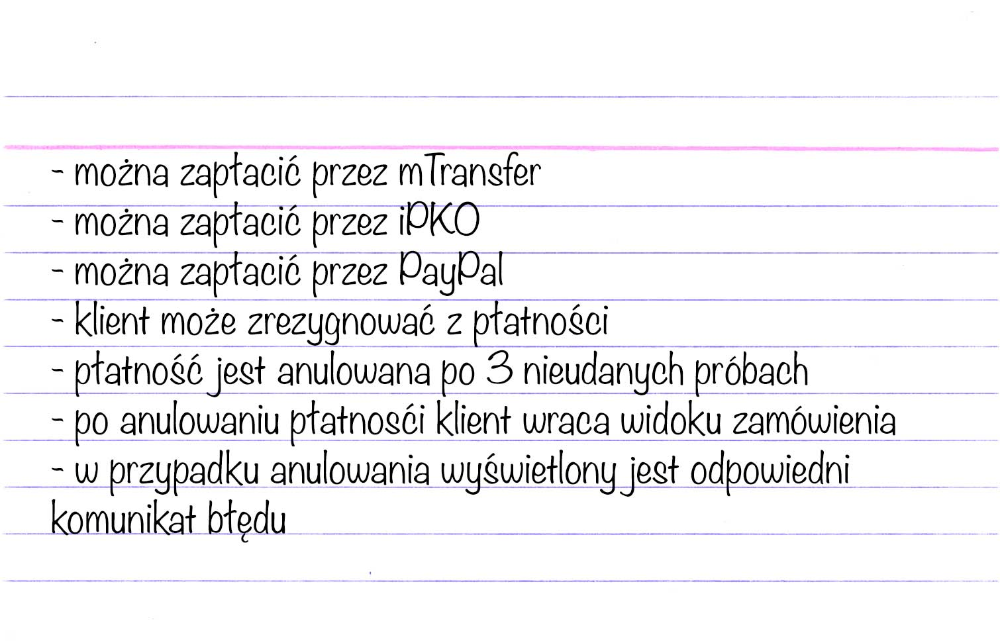 - można zapłacić przez mTransfer
- można zapłacić przez iPKO
- można zapłacić przez PayPal
- klient może zrezygnować z płatności
- płatność jest anulowana po 3 nieudanych próbach
- po anulowaniu płatnośći klient wraca widoku zamówienia
- w przypadku anulowania wyświetlony jest odpowiedni
komunikat błędu